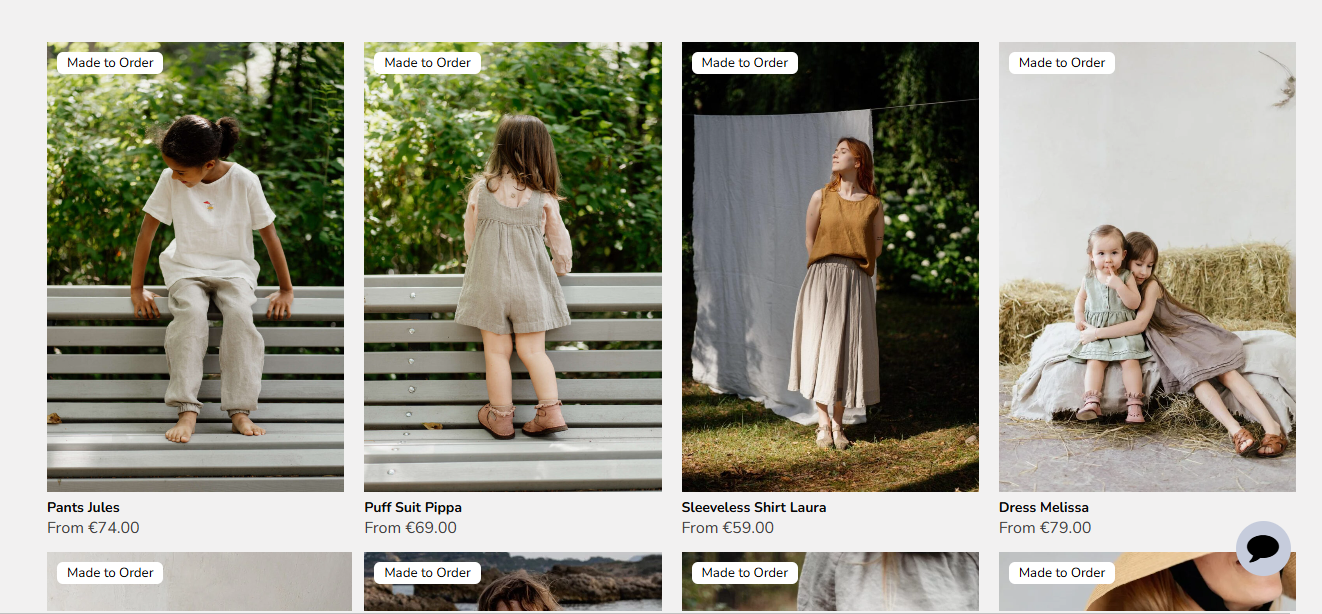 Made to Order
Made to Order
Made to Order
Made to Order
Pants Jules
From €74.00
Puff Suit Pippa
From €69.00
Sleeveless Shirt Laura
From €59.00
Dress Melissa
From €79.00
Made to Order
Made to Order
Made to Order
Made to Order